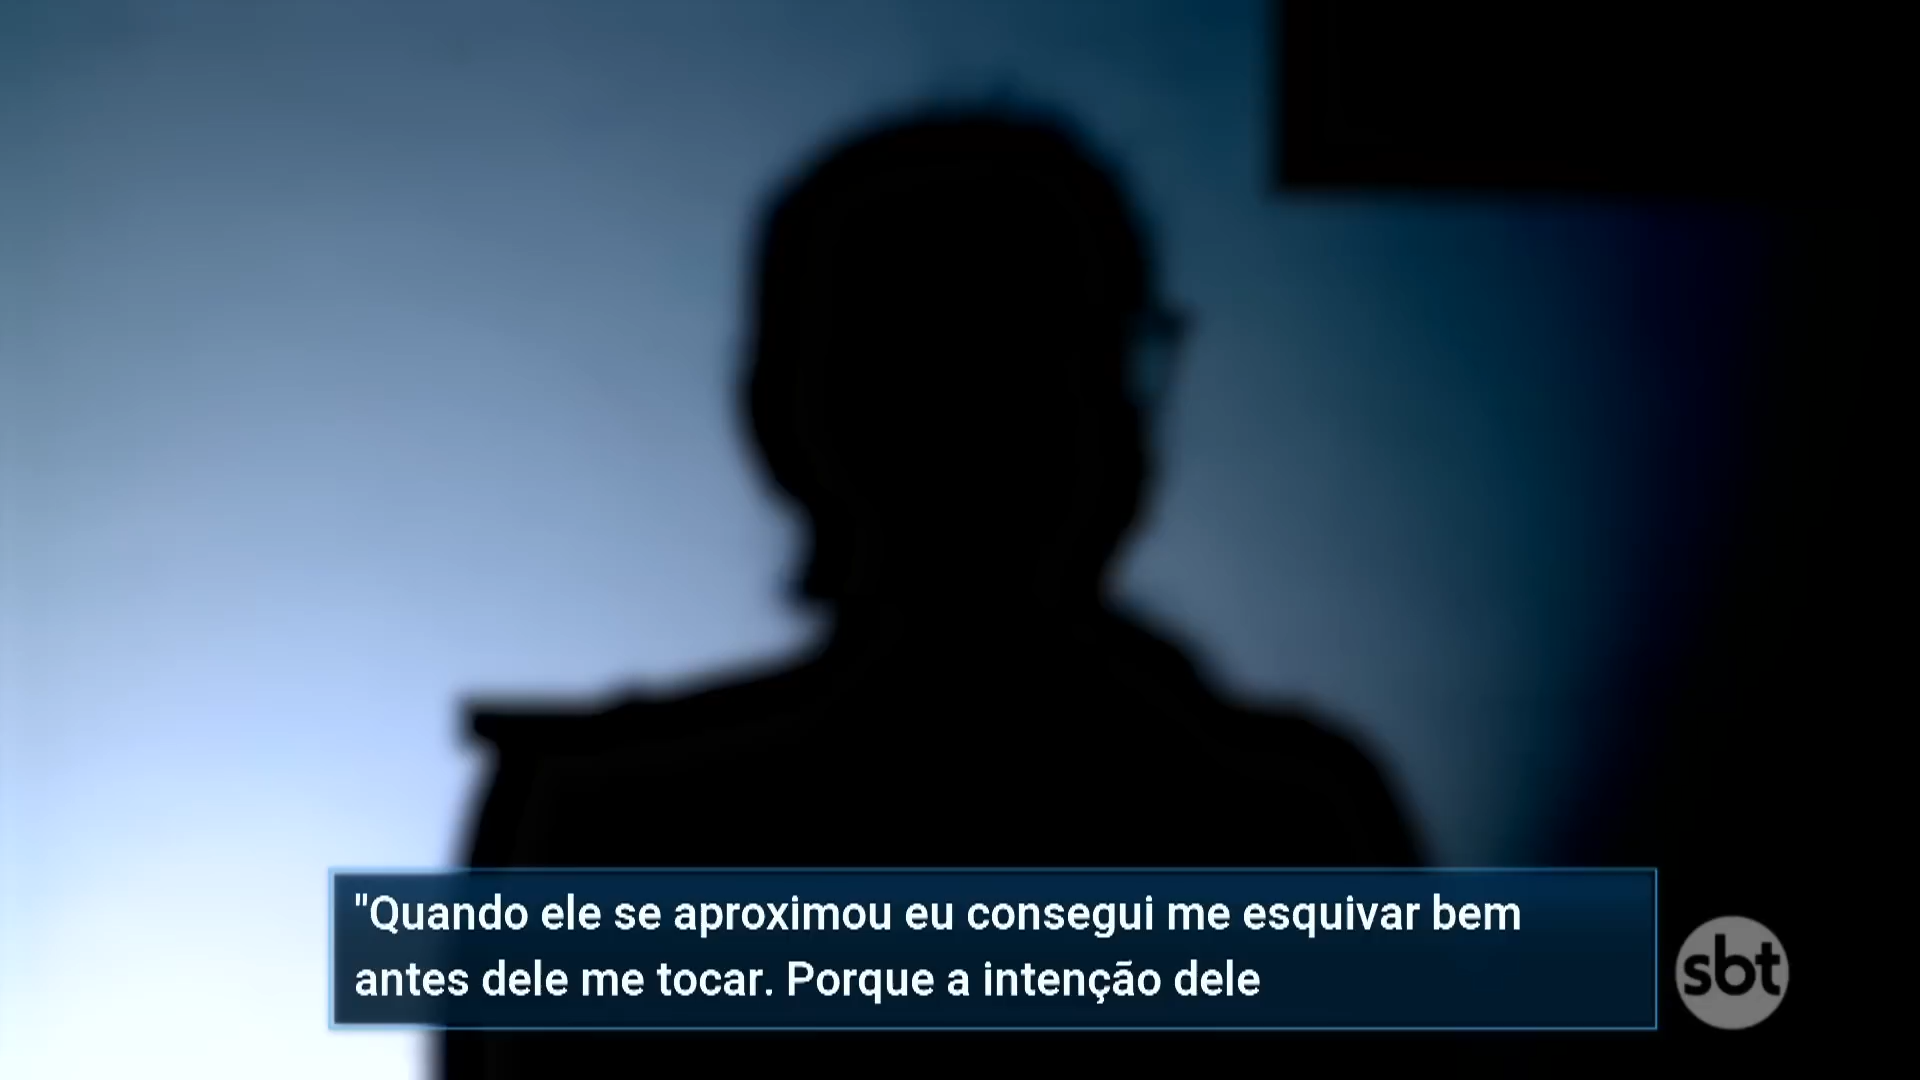 "Quando ele se aproximou eu consegui me esquivar bem
antes dele me tocar. Porque a intenção dele
sbt